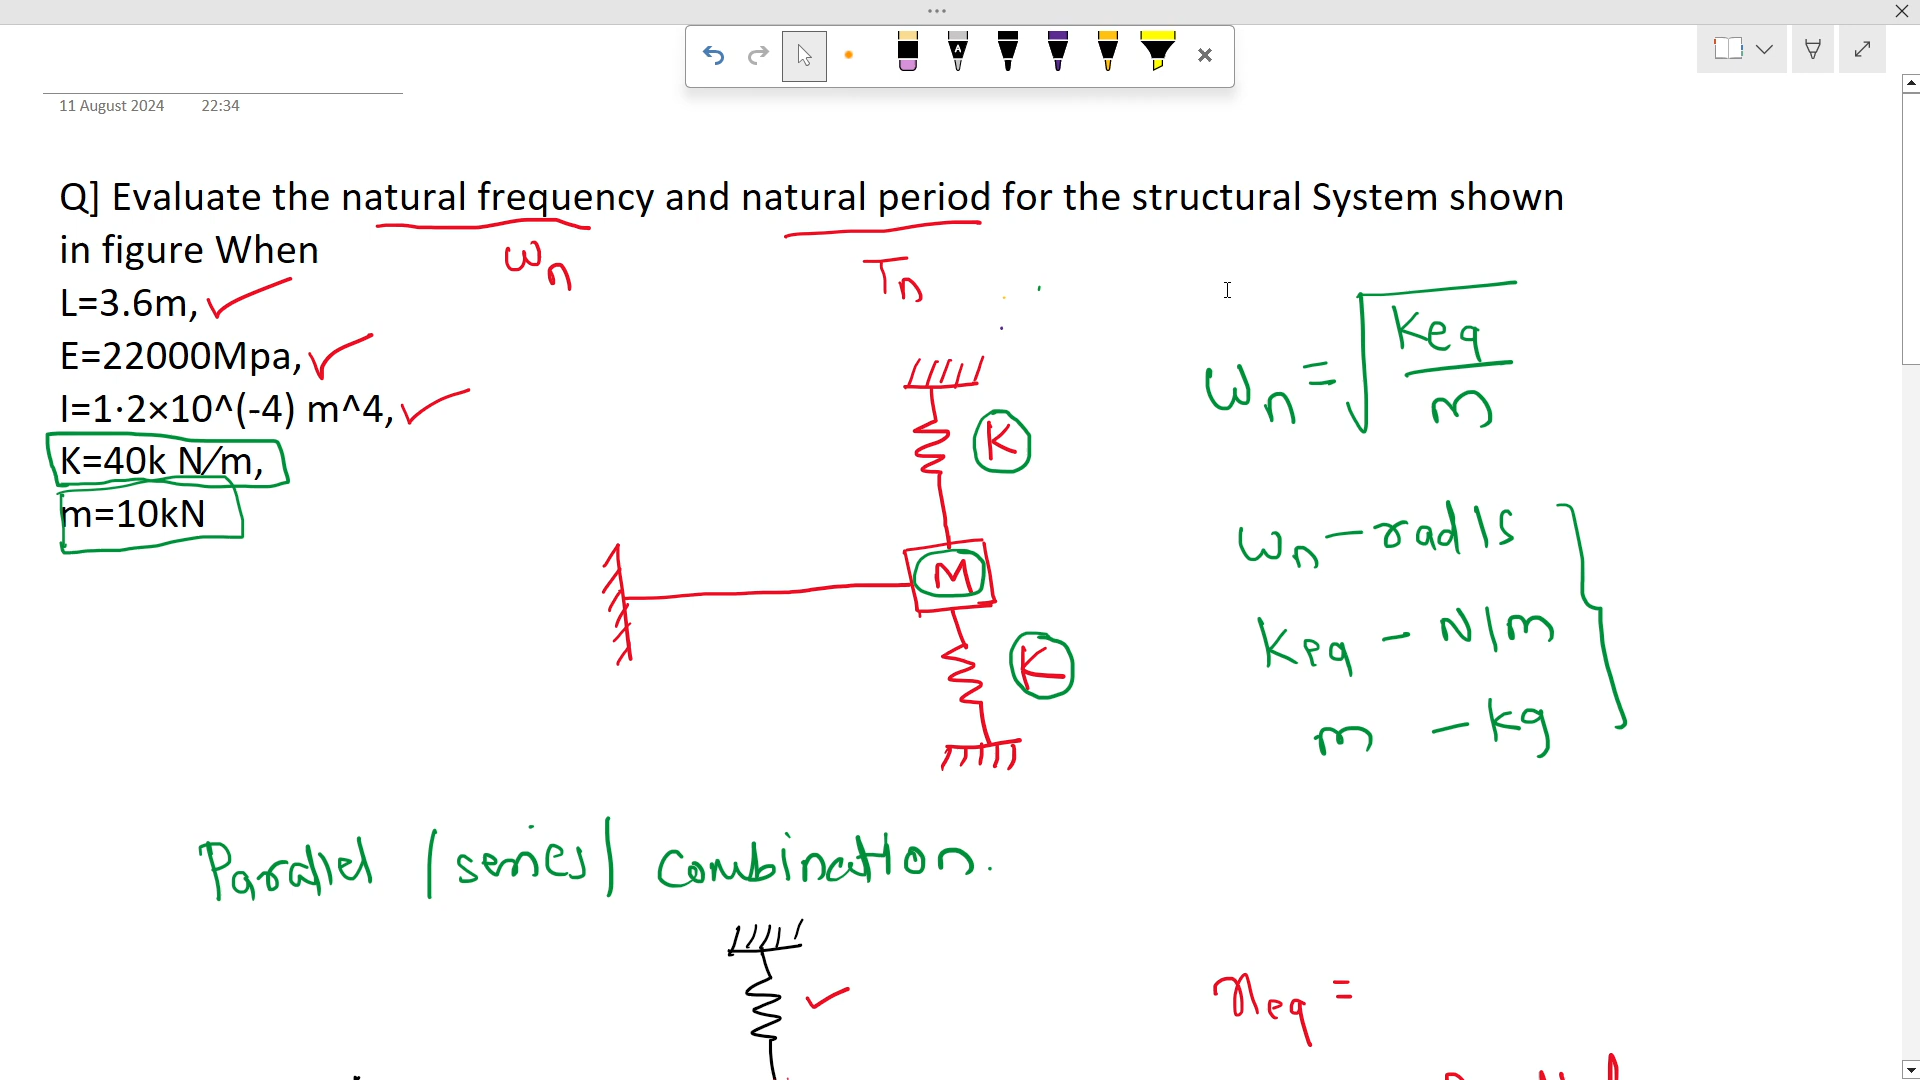 11 August 2024 22:34
Q] Evaluate the natural frequency and natural period for the structural System shown
in figure When
ωn Tn
L=3.6m,
E=22000Mpa,
I=1·2×10^(-4) m^4,
K=40k N/m,
m=10kN
K
M
K
ωn = √ Keq / m
ωn – rad/s
Keq – N/m
m – kg
Parallel / series / Combination.
xeq =